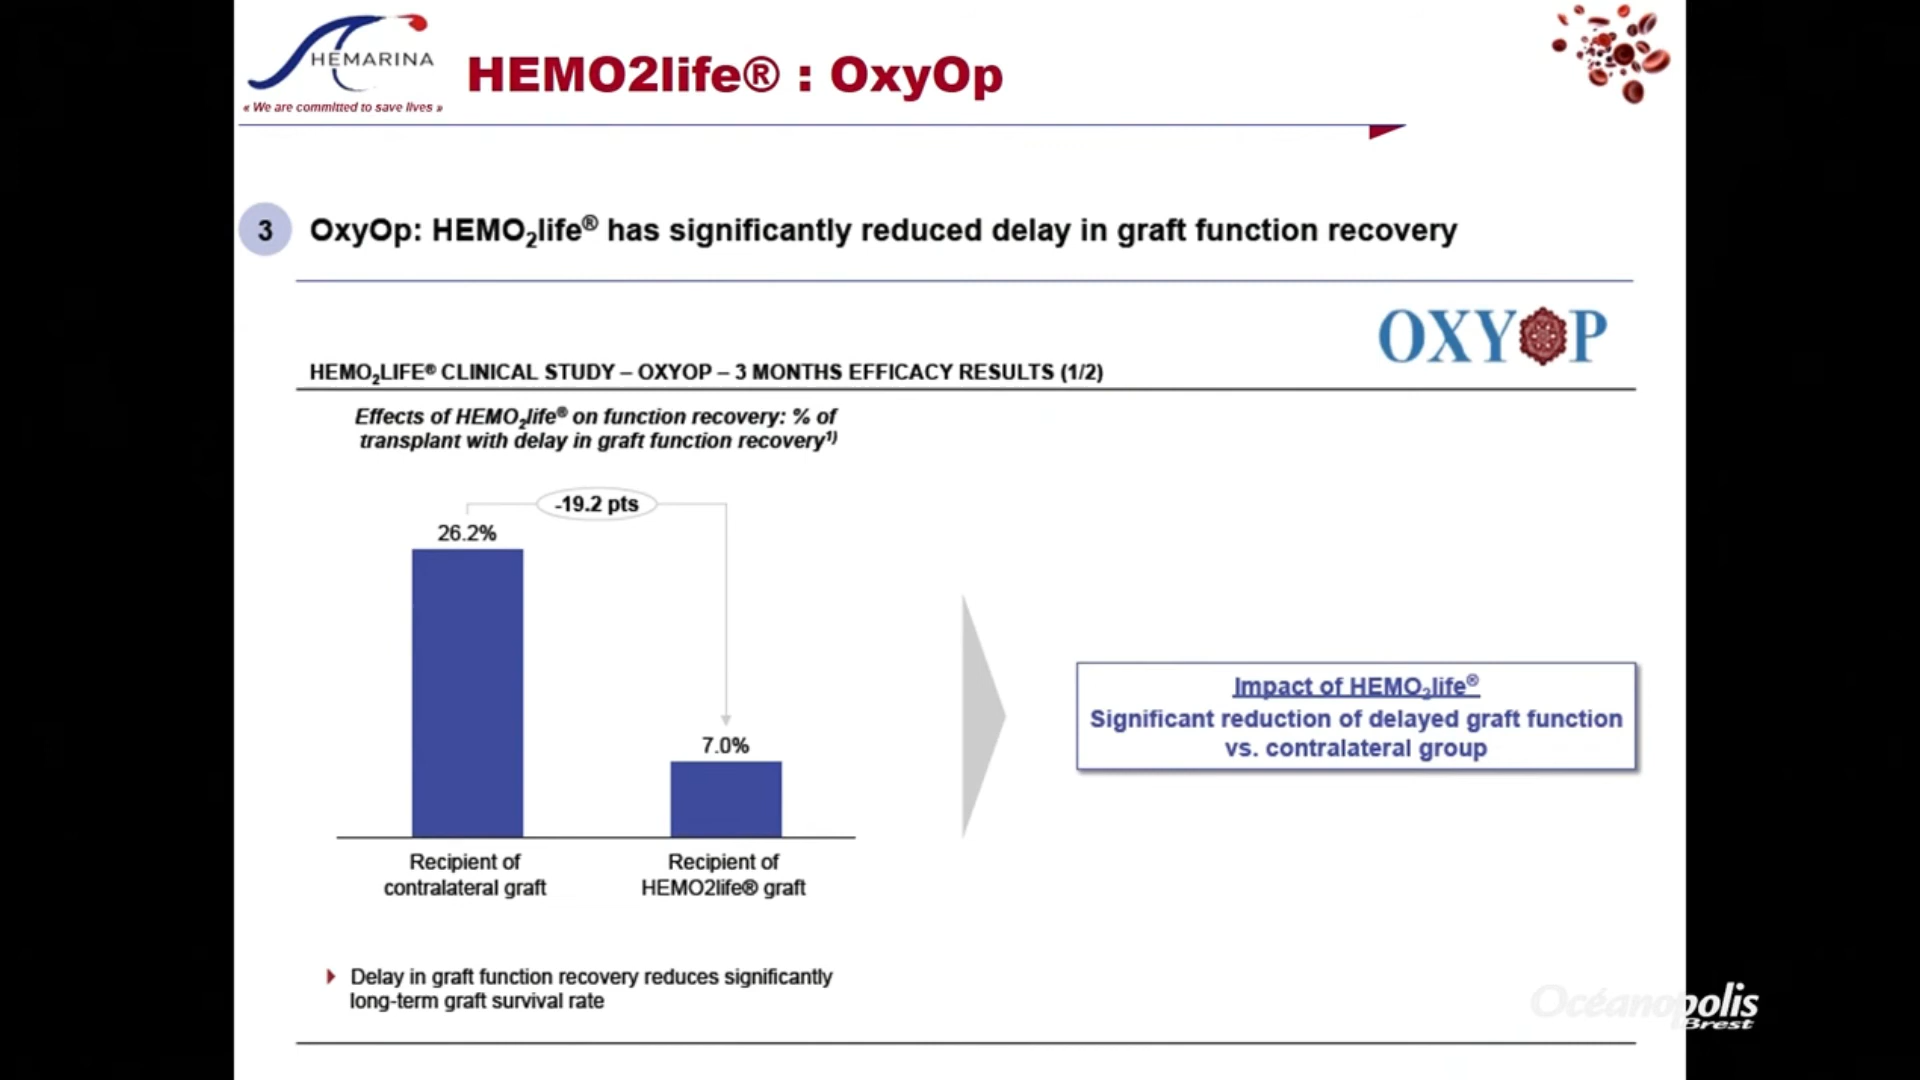 HEMARINA
« We are committed to save lives »
HEMO2life® : OxyOp
3
OxyOp: HEMO₂life® has significantly reduced delay in graft function recovery
OXYOP
HEMO₂LIFE® CLINICAL STUDY – OXYOP – 3 MONTHS EFFICACY RESULTS (1/2)
Effects of HEMO₂life® on function recovery: % of
transplant with delay in graft function recovery¹⁾
-19.2 pts
26.2%
7.0%
Recipient of
contralateral graft
Recipient of
HEMO2life® graft
Impact of HEMO₂life®
Significant reduction of delayed graft function
vs. contralateral group
Delay in graft function recovery reduces significantly
long-term graft survival rate
Océanopolis
Brest